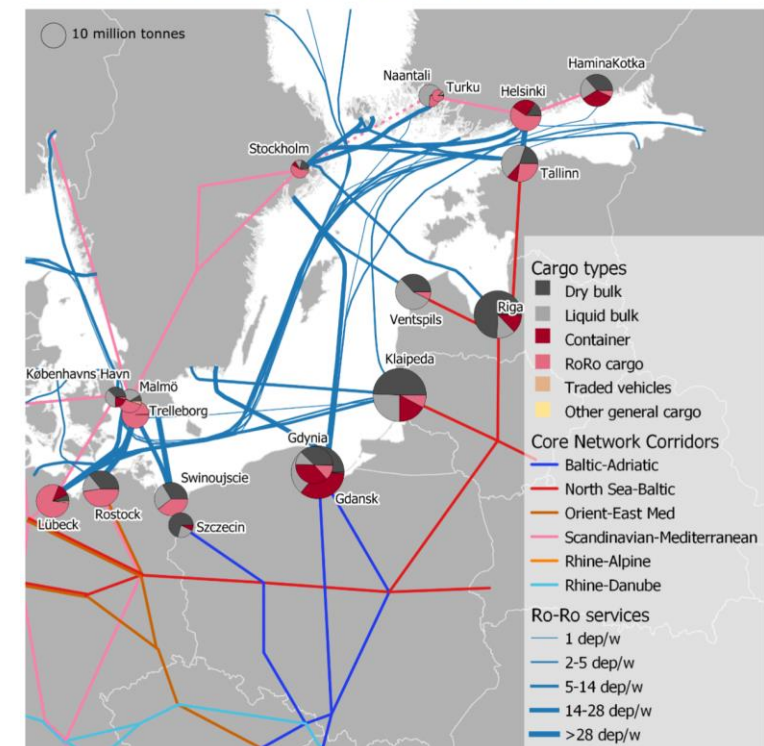 10 million tonnes
HaminaKotka
Naantali
Turku
Helsinki
Stockholm
Tallinn
Ventspils
Riga
Klaipeda
Københavns Havn
Malmö
Trelleborg
Gdynia
Swinoujscie
Gdansk
Rostock
Lübeck
Szczecin
Cargo types
Dry bulk
Liquid bulk
Container
RoRo cargo
Traded vehicles
Other general cargo
Core Network Corridors
Baltic-Adriatic
North Sea-Baltic
Orient-East Med
Scandinavian-Mediterranean
Rhine-Alpine
Rhine-Danube
Ro-Ro services
1 dep/w
2-5 dep/w
5-14 dep/w
14-28 dep/w
>28 dep/w